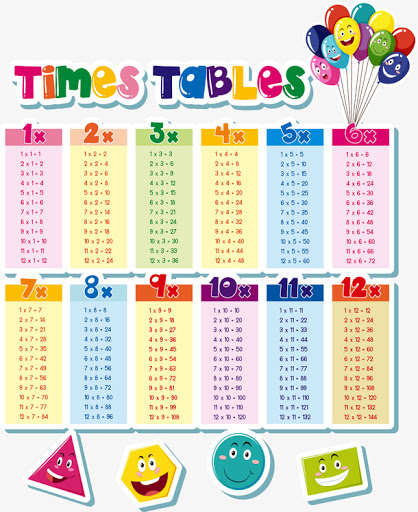 Times Tables
1x
1 x 1 = 1
2 x 1 = 2
3 x 1 = 3
4 x 1 = 4
5 x 1 = 5
6 x 1 = 6
7 x 1 = 7
8 x 1 = 8
9 x 1 = 9
10 x 1 = 10
11 x 1 = 11
12 x 1 = 12
2x
1 x 2 = 2
2 x 2 = 4
3 x 2 = 6
4 x 2 = 8
5 x 2 = 10
6 x 2 = 12
7 x 2 = 14
8 x 2 = 16
9 x 2 = 18
10 x 2 = 20
11 x 2 = 22
12 x 2 = 24
3x
1 x 3 = 3
2 x 3 = 6
3 x 3 = 9
4 x 3 = 12
5 x 3 = 15
6 x 3 = 18
7 x 3 = 21
8 x 3 = 24
9 x 3 = 27
10 x 3 = 30
11 x 3 = 33
12 x 3 = 36
4x
1 x 4 = 4
2 x 4 = 8
3 x 4 = 12
4 x 4 = 16
5 x 4 = 20
6 x 4 = 24
7 x 4 = 28
8 x 4 = 32
9 x 4 = 36
10 x 4 = 40
11 x 4 = 44
12 x 4 = 48
5x
1 x 5 = 5
2 x 5 = 10
3 x 5 = 15
4 x 5 = 20
5 x 5 = 25
6 x 5 = 30
7 x 5 = 35
8 x 5 = 40
9 x 5 = 45
10 x 5 = 50
11 x 5 = 55
12 x 5 = 60
6x
1 x 6 = 6
2 x 6 = 12
3 x 6 = 18
4 x 6 = 24
5 x 6 = 30
6 x 6 = 36
7 x 6 = 42
8 x 6 = 48
9 x 6 = 54
10 x 6 = 60
11 x 6 = 66
12 x 6 = 72
7x
1 x 7 = 7
2 x 7 = 14
3 x 7 = 21
4 x 7 = 28
5 x 7 = 35
6 x 7 = 42
7 x 7 = 49
8 x 7 = 56
9 x 7 = 63
10 x 7 = 70
11 x 7 = 77
12 x 7 = 84
8x
1 x 8 = 8
2 x 8 = 16
3 x 8 = 24
4 x 8 = 32
5 x 8 = 40
6 x 8 = 48
7 x 8 = 56
8 x 8 = 64
9 x 8 = 72
10 x 8 = 80
11 x 8 = 88
12 x 8 = 96
9x
1 x 9 = 9
2 x 9 = 18
3 x 9 = 27
4 x 9 = 36
5 x 9 = 45
6 x 9 = 54
7 x 9 = 63
8 x 9 = 72
9 x 9 = 81
10 x 9 = 90
11 x 9 = 99
12 x 9 = 108
10x
1 x 10 = 10
2 x 10 = 20
3 x 10 = 30
4 x 10 = 40
5 x 10 = 50
6 x 10 = 60
7 x 10 = 70
8 x 10 = 80
9 x 10 = 90
10 x 10 = 100
11 x 10 = 110
12 x 10 = 120
11x
1 x 11 = 11
2 x 11 = 22
3 x 11 = 33
4 x 11 = 44
5 x 11 = 55
6 x 11 = 66
7 x 11 = 77
8 x 11 = 88
9 x 11 = 99
10 x 11 = 110
11 x 11 = 121
12 x 11 = 132
12x
1 x 12 = 12
2 x 12 = 24
3 x 12 = 36
4 x 12 = 48
5 x 12 = 60
6 x 12 = 72
7 x 12 = 84
8 x 12 = 96
9 x 12 = 108
10 x 12 = 120
11 x 12 = 132
12 x 12 = 144